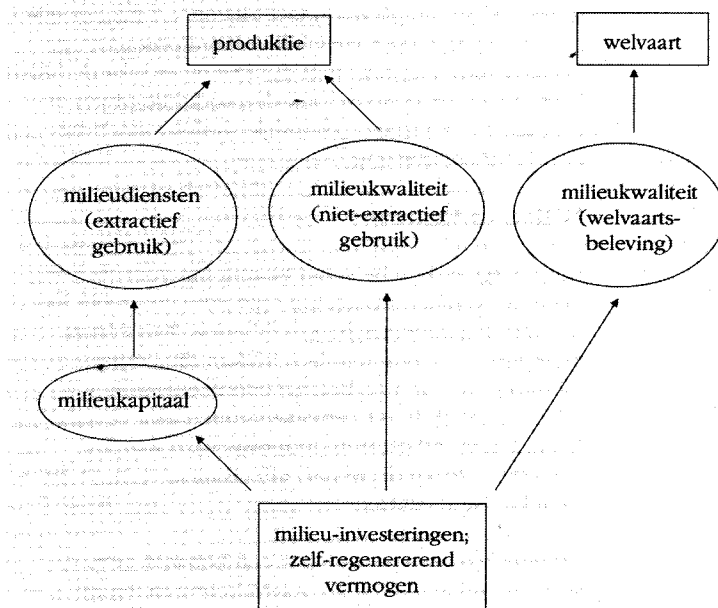 produktie
welvaart
milieudiensten
(extractief
gebruik)
milieukwaliteit
(niet-extractief
gebruik)
milieukwaliteit
(welvaarts-
beleving)
milieukapitaal
milieu-investeringen;
zelf-regenererend
vermogen